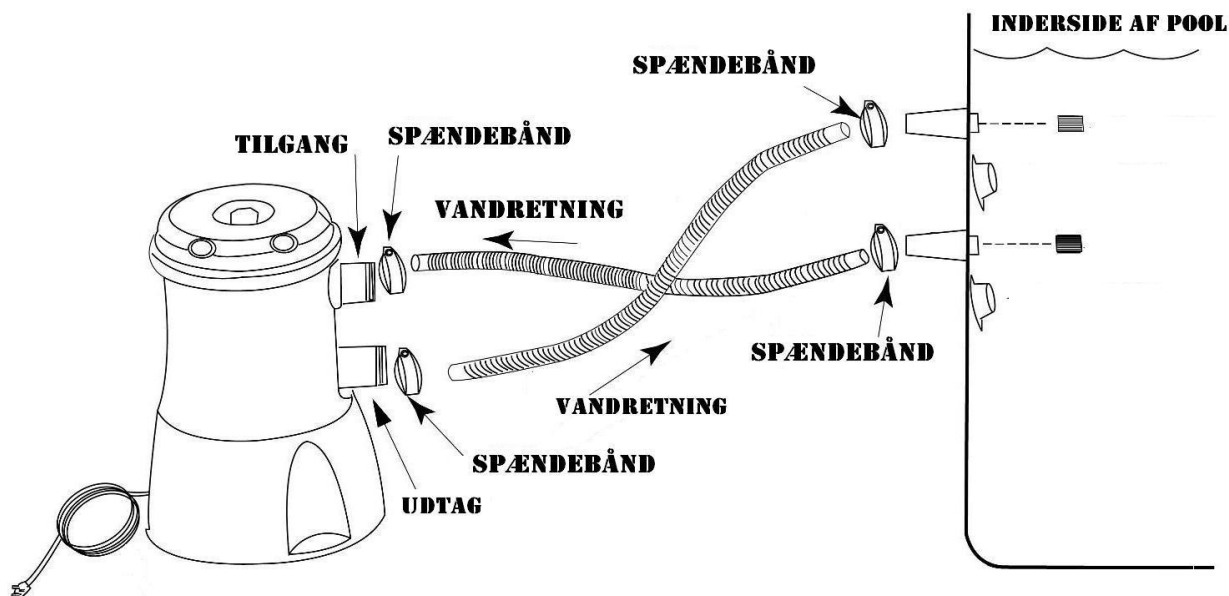 INDERSIDE AF POOL
SPÆNDEBÅND
SPÆNDEBÅND
TILGANG
VANDRETNING
SPÆNDEBÅND
VANDRETNING
SPÆNDEBÅND
UDTAG